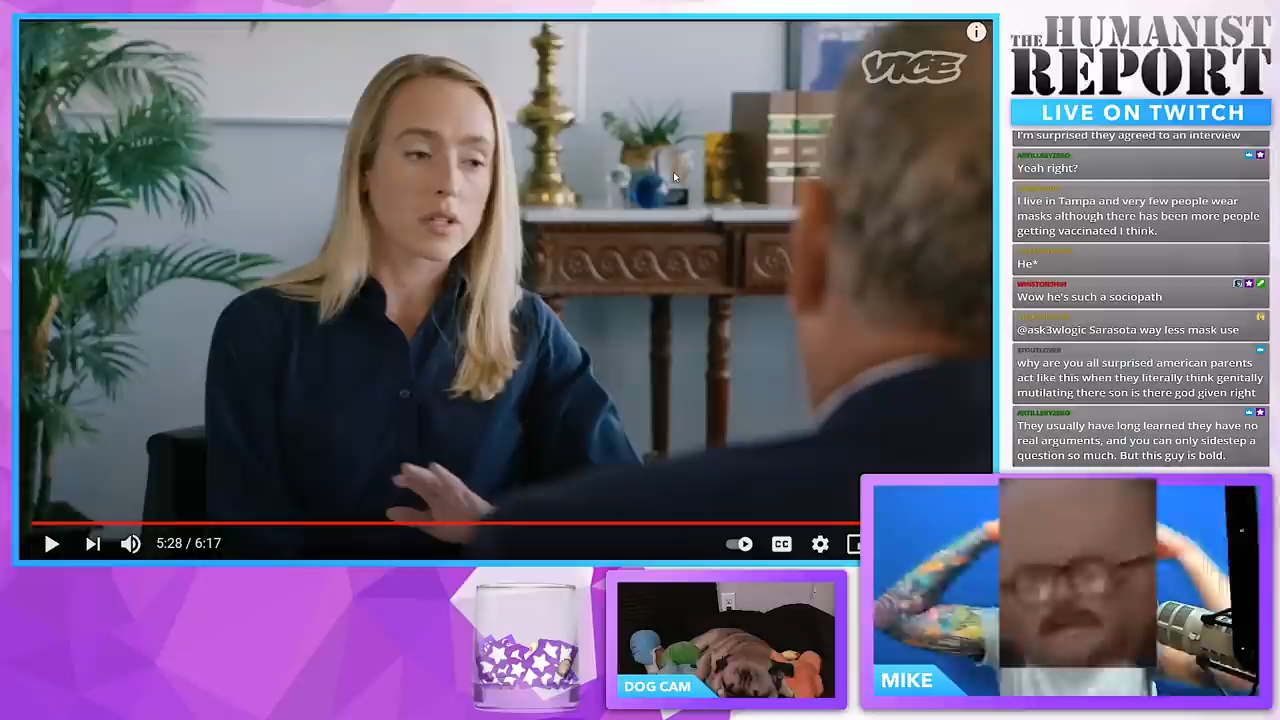 VICE
i
THE HUMANIST
REPORT
LIVE ON TWITCH
I'm surprised they agreed to an interview
ARTILLERYZERO
Yeah right?
I live in Tampa and very few people wear
masks although there has been more people
getting vaccinated I think.
He*
WINSTONSHIH
Wow he's such a sociopath
@ask3wlogic Sarasota way less mask use
STOUTLOVER
why are you all surprised american parents
act like this when they literally think genitally
mutilating there son is there god given right
ARTILLERYZERO
They usually have long learned they have no
real arguments, and you can only sidestep a
question so much. But this guy is bold.
5:28 / 6:17
CC
DOG CAM
MIKE